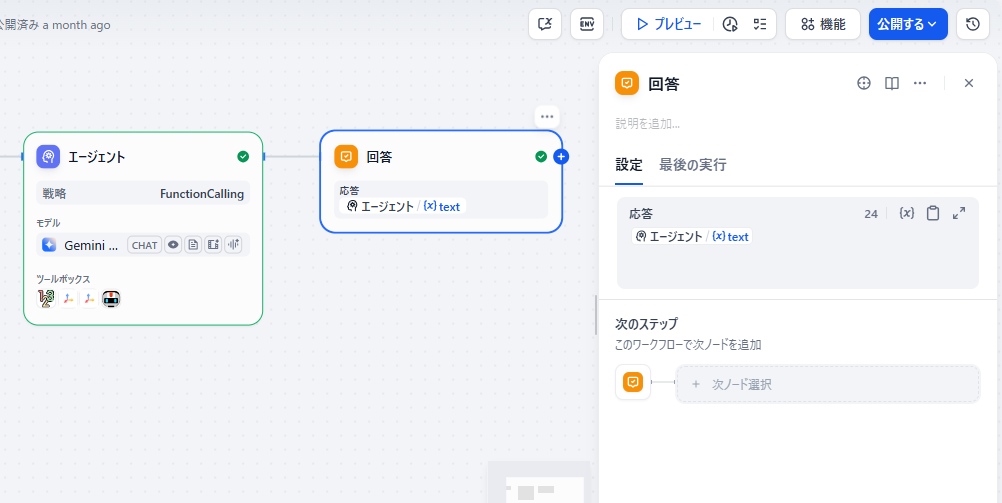 公開済み a month ago
ENV
プレビュー
機能
公開する
エージェント
戦略 FunctionCalling
モデル
Gemini ... CHAT
ツールボックス
回答
応答
エージェント / {x} text
回答
説明を追加...
設定 最後の実行
応答 24 {x}
エージェント / {x} text
次のステップ
このワークフローで次ノードを追加
+ 次ノード選択